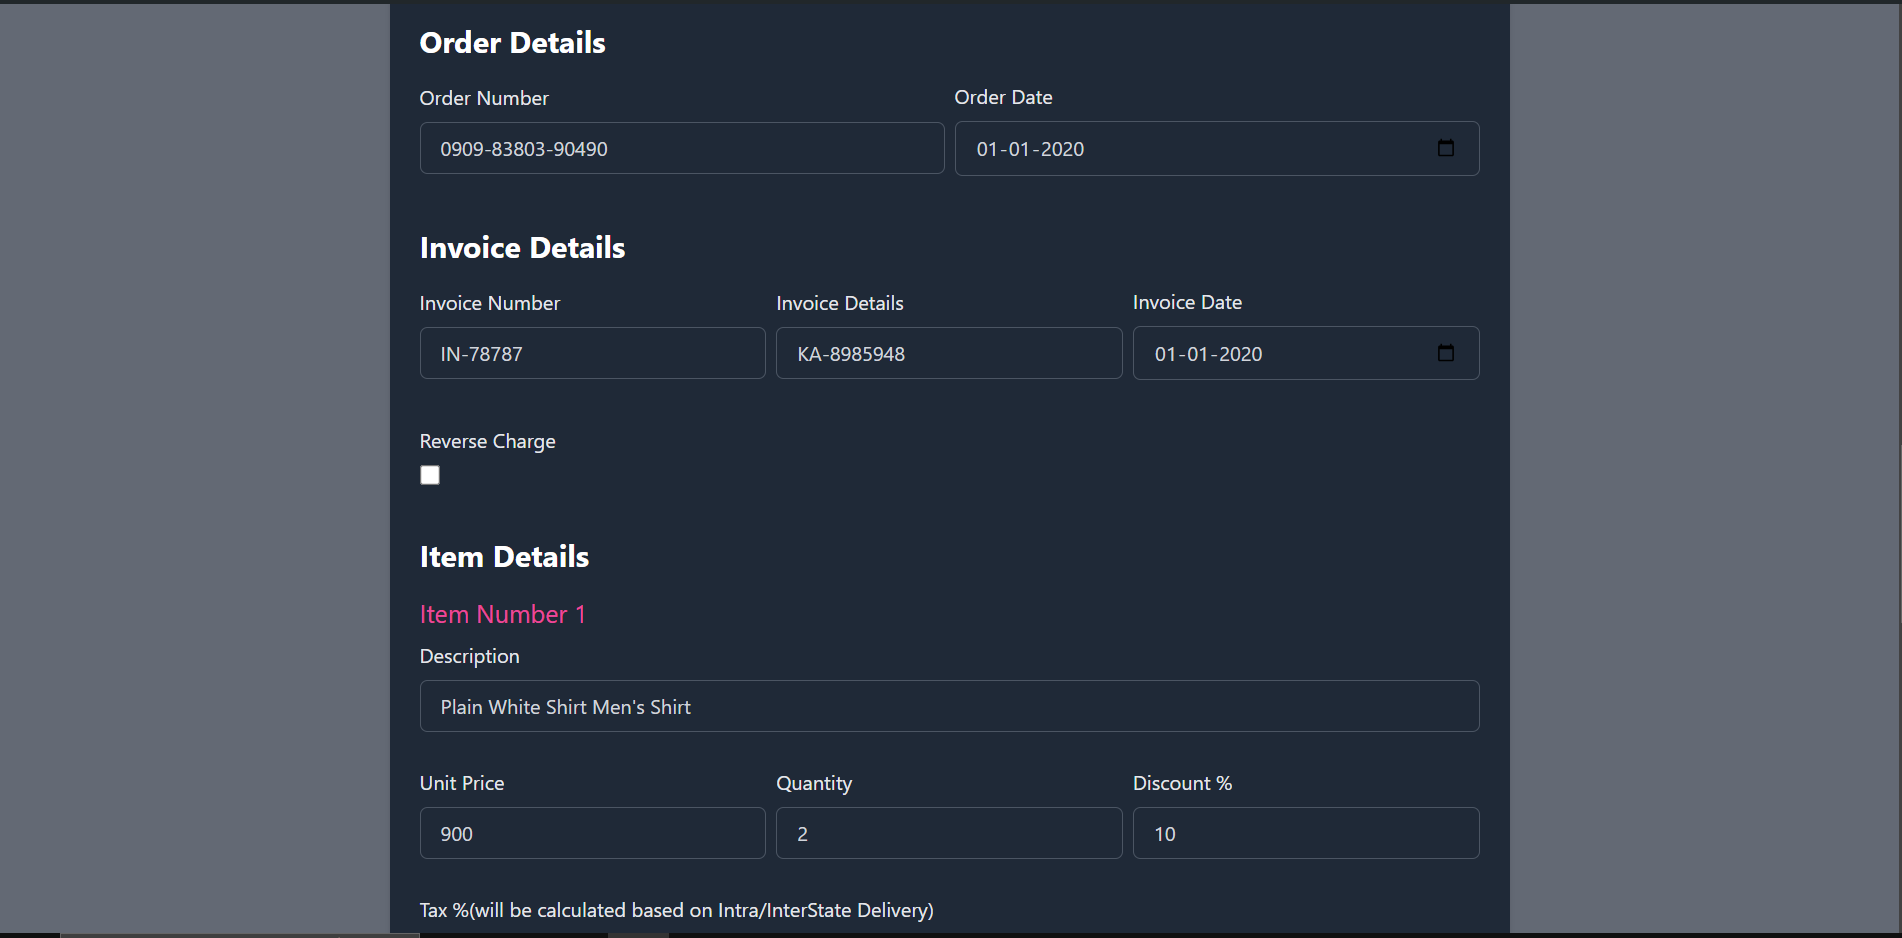 Order Details
Order Number
Order Date
0909-83803-90490
01-01-2020
Invoice Details
Invoice Number
Invoice Details
Invoice Date
IN-78787
KA-8985948
01-01-2020
Reverse Charge
Item Details
Item Number 1
Description
Plain White Shirt Men's Shirt
Unit Price
Quantity
Discount %
900
2
10
Tax %(will be calculated based on Intra/InterState Delivery)